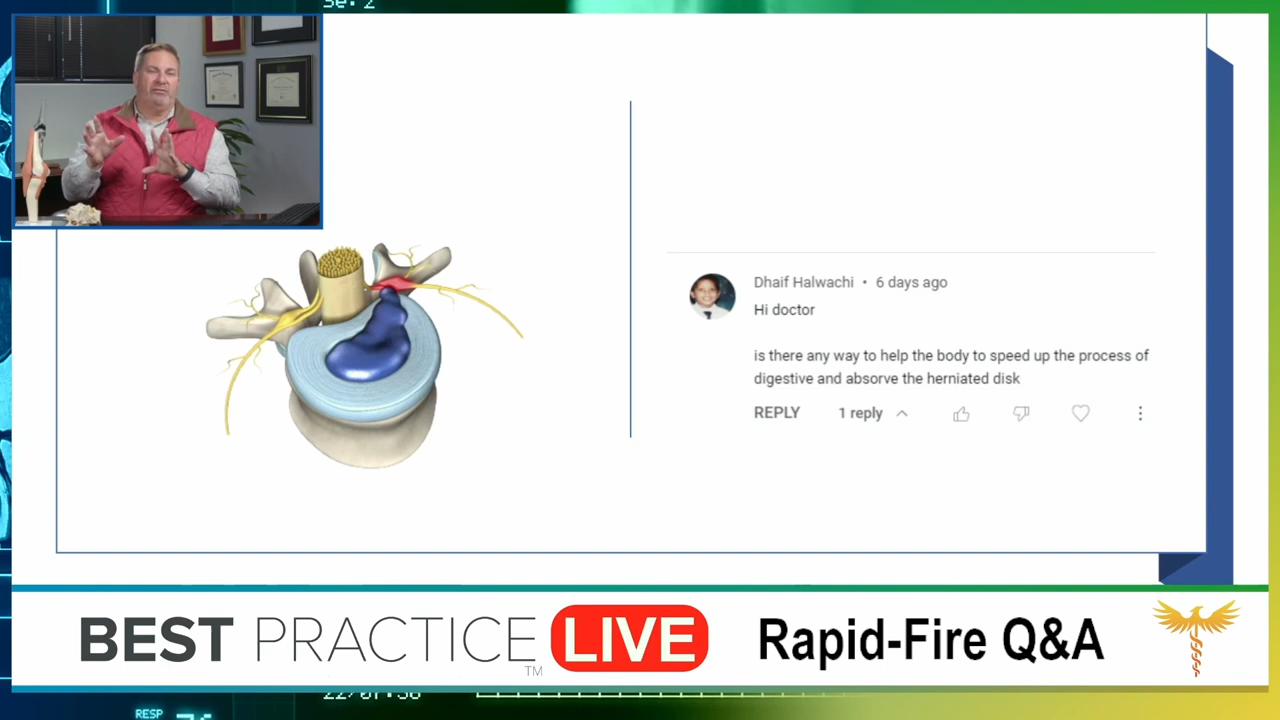 Dhaif Halwachi • 6 days ago
Hi doctor
is there any way to help the body to speed up the process of
digestive and absorve the herniated disk
REPLY 1 reply
BEST PRACTICE LIVE Rapid-Fire Q&A
TM
RESP